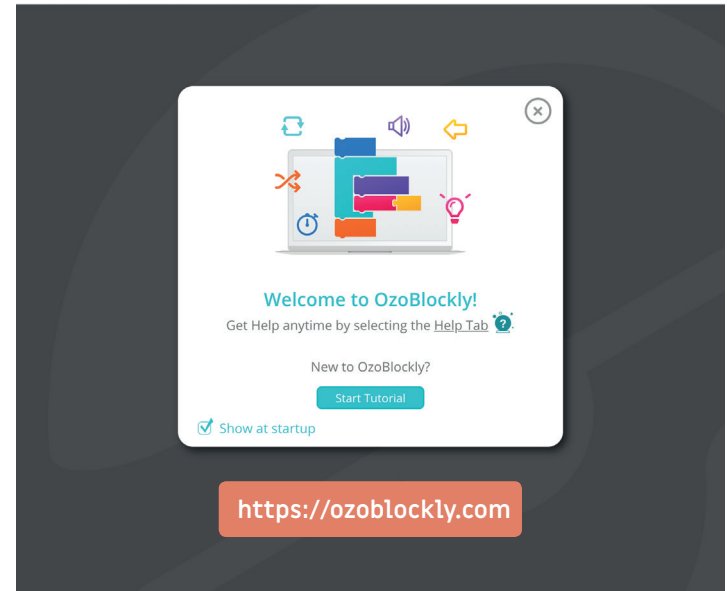 Welcome to OzoBlockly!
Get Help anytime by selecting the Help Tab ?
New to OzoBlockly?
Start Tutorial
Show at startup
https://ozoblockly.com